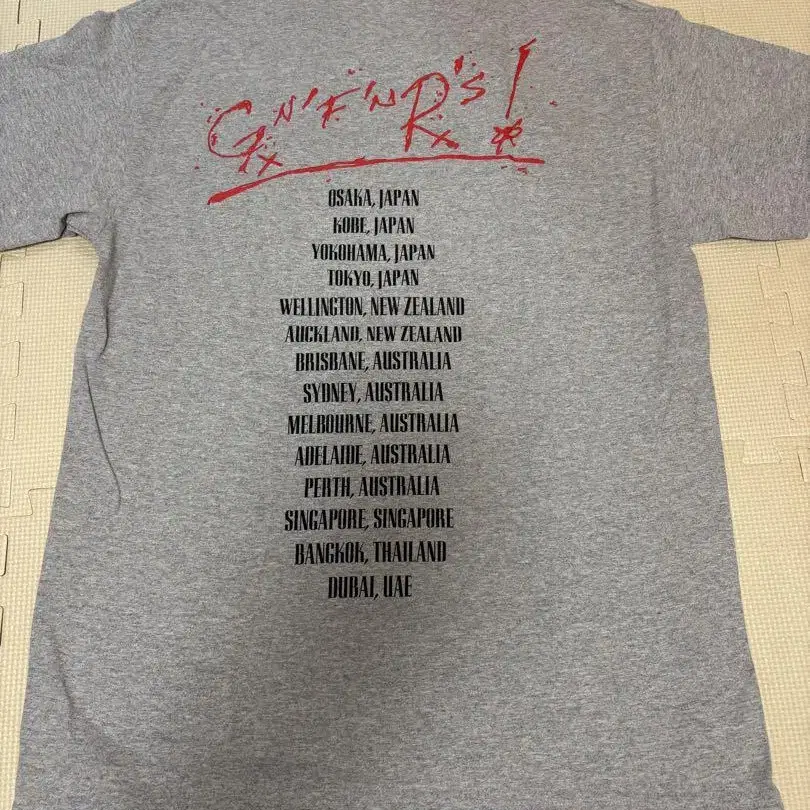 GN'F'NR'S!
OSAKA, JAPAN
KOBE, JAPAN
YOKOHAMA, JAPAN
TOKYO, JAPAN
WELLINGTON, NEW ZEALAND
AUCKLAND, NEW ZEALAND
BRISBANE, AUSTRALIA
SYDNEY, AUSTRALIA
MELBOURNE, AUSTRALIA
ADELAIDE, AUSTRALIA
PERTH, AUSTRALIA
SINGAPORE, SINGAPORE
BANGKOK, THAILAND
DUBAI, UAE